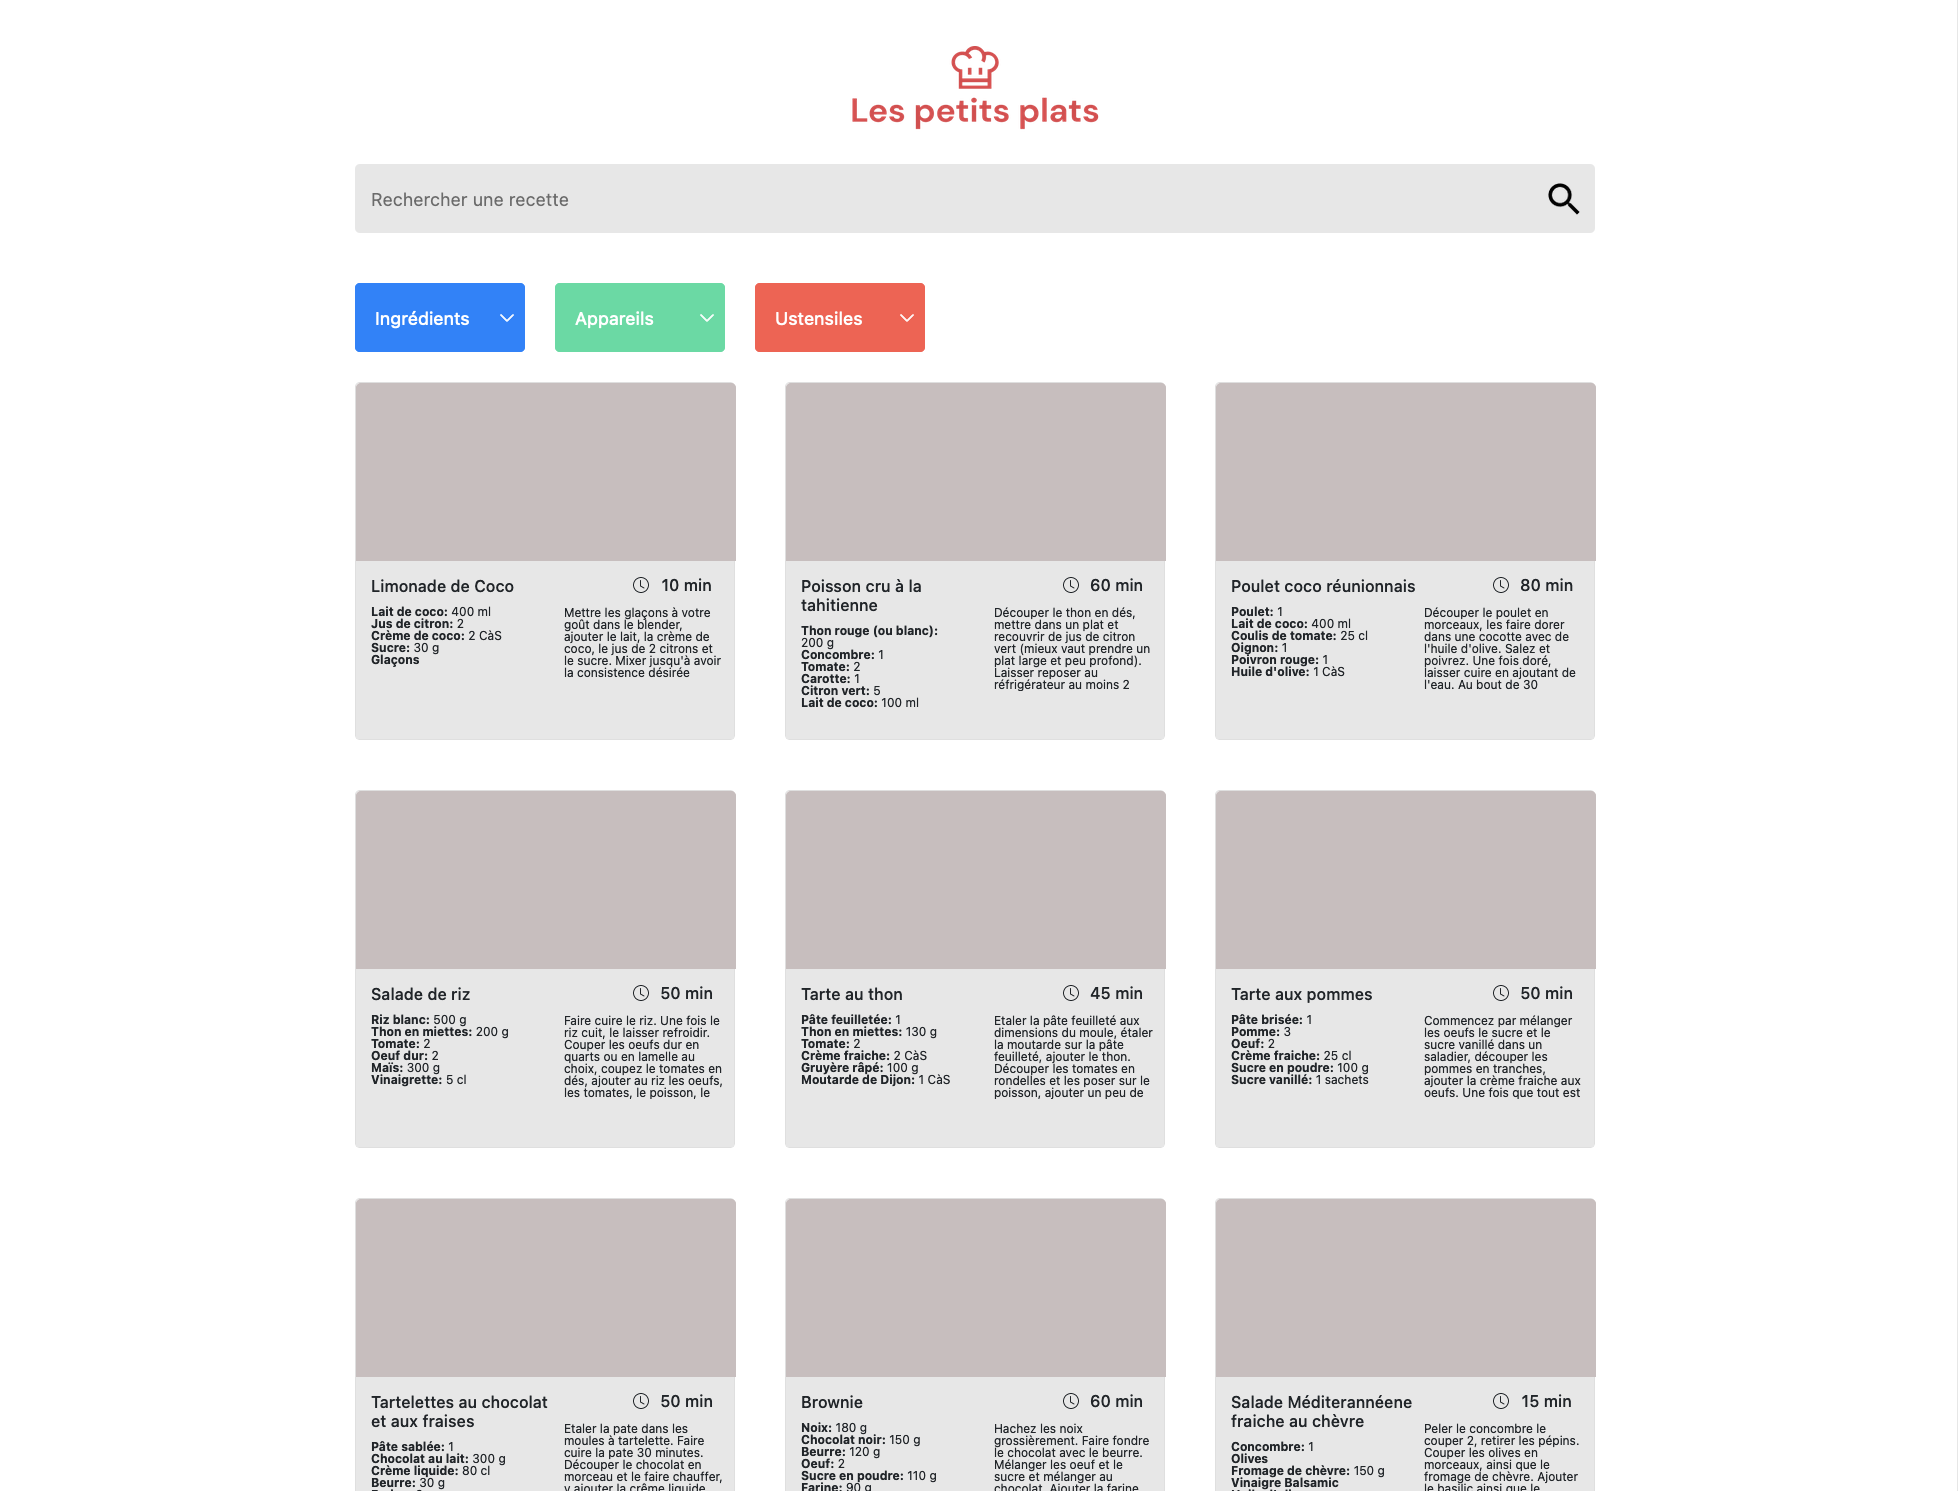 Les petits plats
Rechercher une recette
Ingrédients
Appareils
Ustensiles
Limonade de Coco
10 min
Lait de coco: 400 ml
Jus de citron: 2
Crème de coco: 2 CàS
Sucre: 30 g
Glaçons
Mettre les glaçons à votre
goût dans le blender,
ajouter le lait, la crème de
coco, le jus de 2 citrons et
le sucre. Mixer jusqu'à avoir
la consistence désirée
Poisson cru à la
tahitienne
60 min
Thon rouge (ou blanc):
200 g
Concombre: 1
Tomate: 2
Carotte: 1
Citron vert: 5
Lait de coco: 100 ml
Découper le thon en dés,
mettre dans un plat et
recouvrir de jus de citron
vert (mieux vaut prendre un
plat large et peu profond).
Laisser reposer au
réfrigérateur au moins 2
Poulet coco réunionnais
80 min
Poulet: 1
Lait de coco: 400 ml
Coulis de tomate: 25 cl
Oignon: 1
Poivron rouge: 1
Huile d'olive: 1 CàS
Découper le poulet en
morceaux, les faire dorer
dans une cocotte avec de
l'huile d'olive. Salez et
poivrez. Une fois doré,
laisser cuire en ajoutant de
l'eau. Au bout de 30
Salade de riz
50 min
Riz blanc: 500 g
Thon en miettes: 200 g
Tomate: 2
Oeuf dur: 2
Maïs: 300 g
Vinaigrette: 5 cl
Faire cuire le riz. Une fois le
riz cuit, le laisser refroidir.
Couper les oeufs dur en
quarts ou en lamelle au
choix, coupez le tomates en
dés, ajouter au riz les oeufs,
les tomates, le poisson, le
Tarte au thon
45 min
Pâte feuilletée: 1
Thon en miettes: 130 g
Tomate: 2
Crème fraiche: 2 CàS
Gruyère râpé: 100 g
Moutarde de Dijon: 1 CàS
Etaler la pâte feuilleté aux
dimensions du moule, étaler
la moutarde sur la pâte
feuilleté, ajouter le thon.
Découper les tomates en
rondelles et les poser sur le
poisson, ajouter un peu de
Tarte aux pommes
50 min
Pâte brisée: 1
Pomme: 3
Oeuf: 2
Crème fraiche: 25 cl
Sucre en poudre: 100 g
Sucre vanillé: 1 sachets
Commencez par mélanger
les oeufs le sucre et le
sucre vanillé dans un
saladier, découper les
pommes en tranches,
ajouter la crème fraiche aux
oeufs. Une fois que tout est
Tartelettes au chocolat
et aux fraises
50 min
Pâte sablée: 1
Chocolat au lait: 300 g
Crème liquide: 80 cl
Beurre: 30 g
Etaler la pate dans les
moules à tartelette. Faire
cuire la pate 30 minutes.
Découper le chocolat en
morceau et le faire chauffer,
y ajouter la crême liquide,
Brownie
60 min
Noix: 180 g
Chocolat noir: 150 g
Beurre: 120 g
Oeuf: 2
Sucre en poudre: 110 g
Farine: 90 g
Hachez les noix
grossièrement. Faire fondre
le chocolat avec le beurre.
Mélanger les oeuf et le
sucre et mélanger au
chocolat. Ajouter la farine
Salade Méditerannéene
fraiche au chèvre
15 min
Concombre: 1
Olives
Fromage de chèvre: 150 g
Vinaigre Balsamic
Peler le concombre le
couper 2, retirer les pépins.
Couper les olives en
morceaux, ainsi que le
fromage de chèvre. Ajouter
le basilic ainsi que le